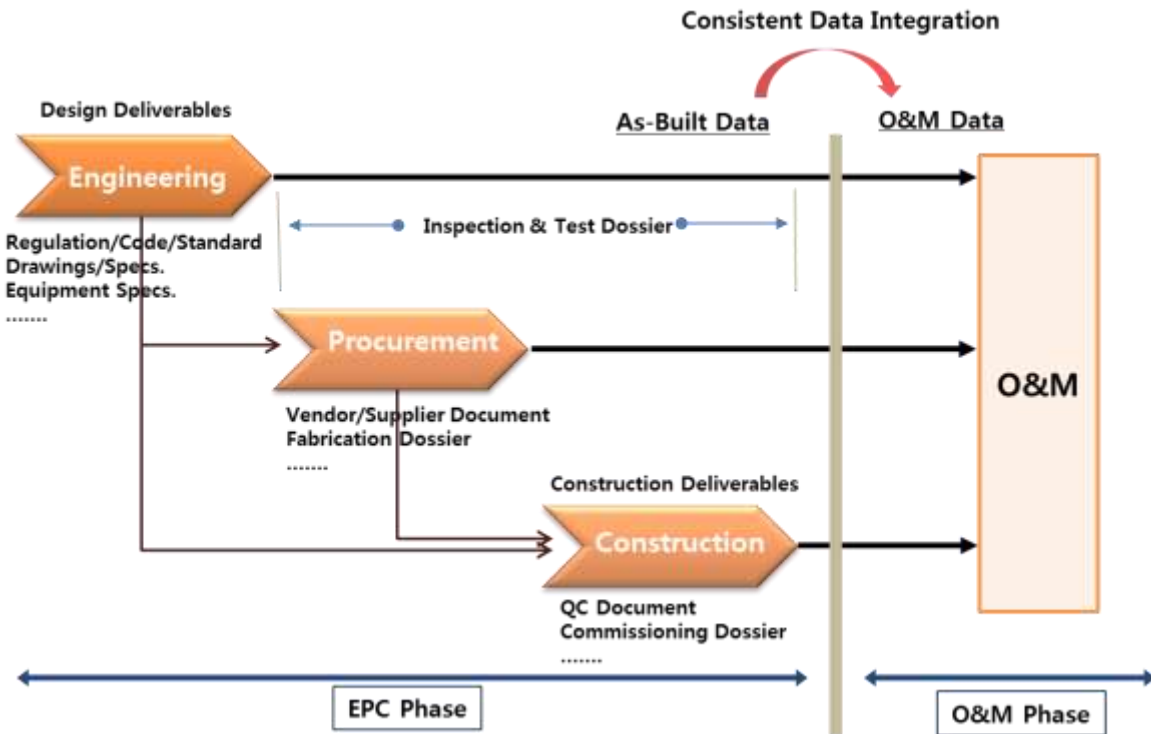 Consistent Data Integration
Design Deliverables
As-Built Data
O&M Data
Engineering
Inspection & Test Dossier
Regulation/Code/Standard
Drawings/Specs.
Equipment Specs.
.......
Procurement
O&M
Vendor/Supplier Document
Fabrication Dossier
.......
Construction Deliverables
Construction
QC Document
Commissioning Dossier
.......
EPC Phase
O&M Phase